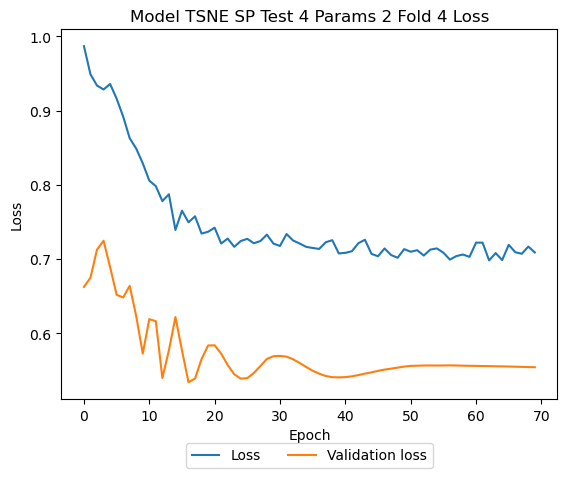 Model TSNE SP Test 4 Params 2 Fold 4 Loss
1.0
0.9
0.8
0.7
0.6
Loss
0 10 20 30 40 50 60 70
Epoch
Loss Validation loss